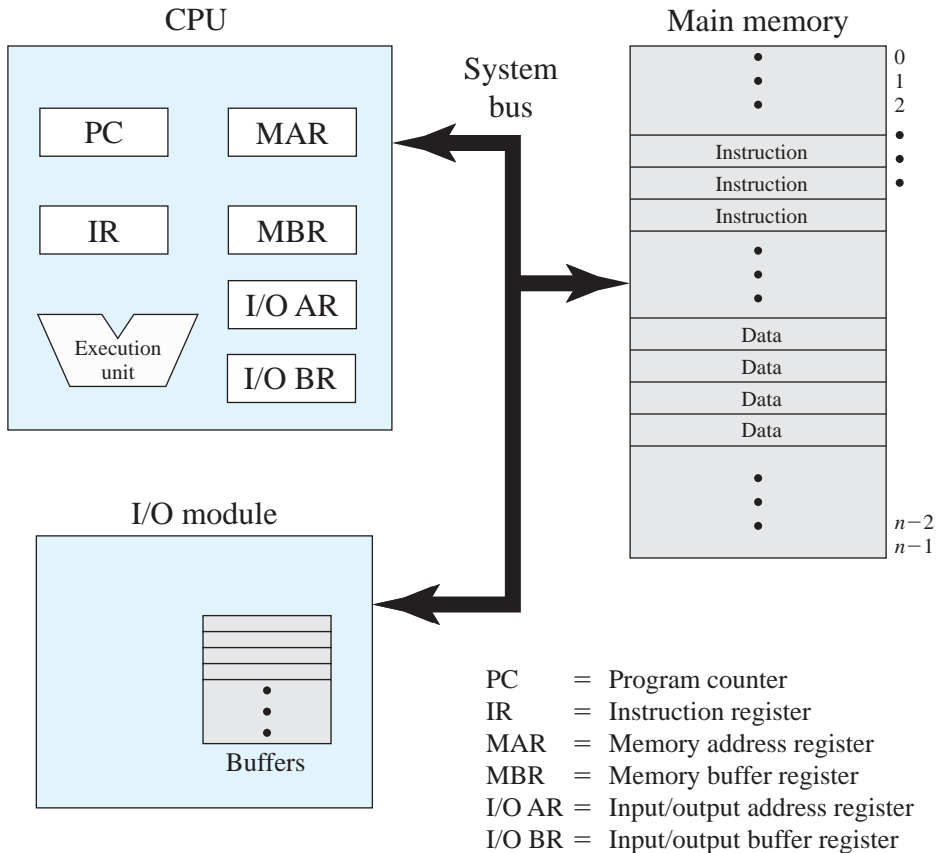 CPU
PC
MAR
IR
MBR
I/O AR
I/O BR
Execution
unit
System
bus
Main memory
0
1
2
Instruction
Instruction
Instruction
Data
Data
Data
Data
n−2
n−1
I/O module
Buffers
PC = Program counter
IR = Instruction register
MAR = Memory address register
MBR = Memory buffer register
I/O AR = Input/output address register
I/O BR = Input/output buffer register